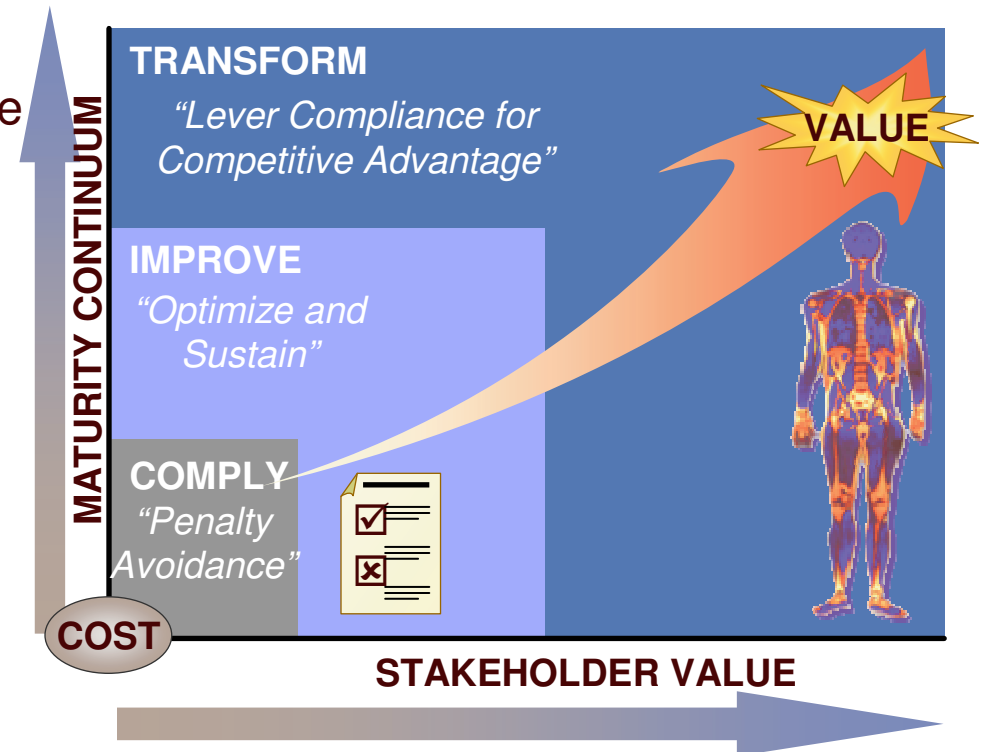 TRANSFORM
“Lever Compliance for
Competitive Advantage”
VALUE
e
MATURITY CONTINUUM
IMPROVE
“Optimize and
Sustain”
COMPLY
“Penalty
Avoidance”
COST
STAKEHOLDER VALUE